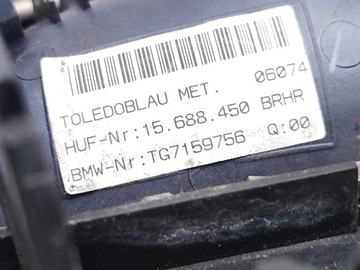 TOLEDOBLAU MET. 06074
HUF-Nr:15.688.450 BRHR
BMW-Nr:TG7159756 Q:00